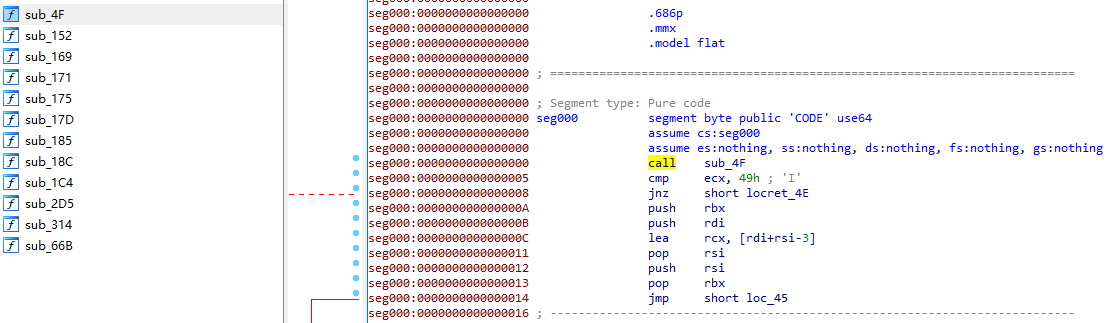 sub_4F
sub_152
sub_169
sub_171
sub_175
sub_17D
sub_185
sub_18C
sub_1C4
sub_2D5
sub_314
sub_66B
seg000:0000000000000000 .686p
seg000:0000000000000000 .mmx
seg000:0000000000000000 .model flat
seg000:0000000000000000
seg000:0000000000000000 ; ===========================================================================
seg000:0000000000000000
seg000:0000000000000000 ; Segment type: Pure code
seg000:0000000000000000 seg000 segment byte public 'CODE' use64
seg000:0000000000000000 assume cs:seg000
seg000:0000000000000000 assume es:nothing, ss:nothing, ds:nothing, fs:nothing, gs:nothing
seg000:0000000000000000 call sub_4F
seg000:0000000000000005 cmp ecx, 49h ; 'I'
seg000:0000000000000008 jnz short locret_4E
seg000:000000000000000A push rbx
seg000:000000000000000B push rdi
seg000:000000000000000C lea rcx, [rdi+rsi-3]
seg000:0000000000000011 pop rsi
seg000:0000000000000012 push rsi
seg000:0000000000000013 pop rbx
seg000:0000000000000014 jmp short loc_45
seg000:0000000000000016 ; ---------------------------------------------------------------------------